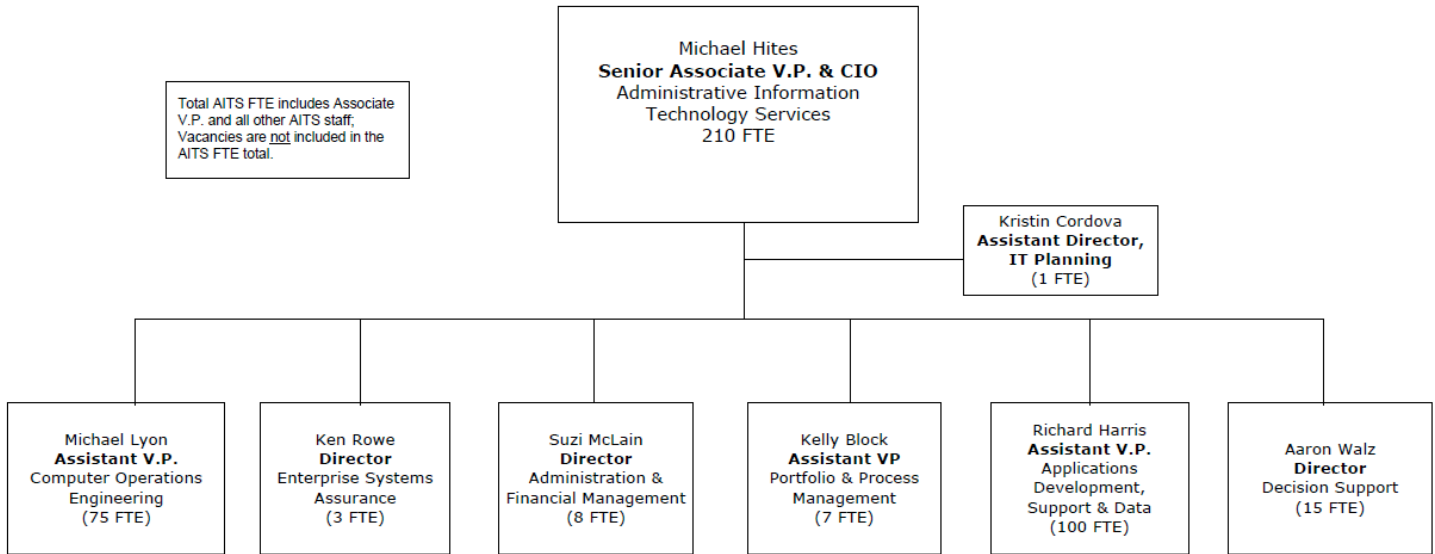 Michael Hites
Senior Associate V.P. & CIO
Administrative Information
Technology Services
210 FTE
Total AITS FTE includes Associate
V.P. and all other AITS staff;
Vacancies are not included in the
AITS FTE total.
Kristin Cordova
Assistant Director,
IT Planning
(1 FTE)
Michael Lyon
Assistant V.P.
Computer Operations
Engineering
(75 FTE)
Ken Rowe
Director
Enterprise Systems
Assurance
(3 FTE)
Suzi McLain
Director
Administration &
Financial Management
(8 FTE)
Kelly Block
Assistant VP
Portfolio & Process
Management
(7 FTE)
Richard Harris
Assistant V.P.
Applications
Development,
Support & Data
(100 FTE)
Aaron Walz
Director
Decision Support
(15 FTE)